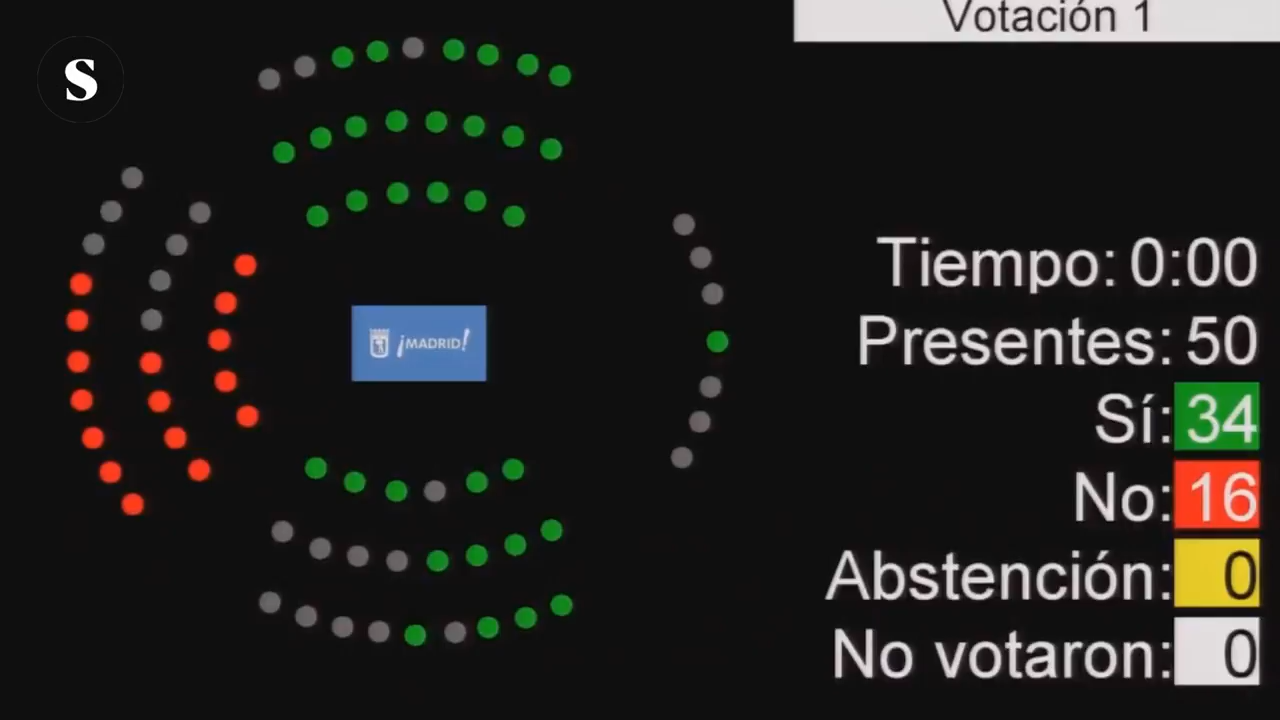 Votación 1
S
¡MADRID!
Tiempo: 0:00
Presentes: 50
Sí: 34
No: 16
Abstención: 0
No votaron: 0